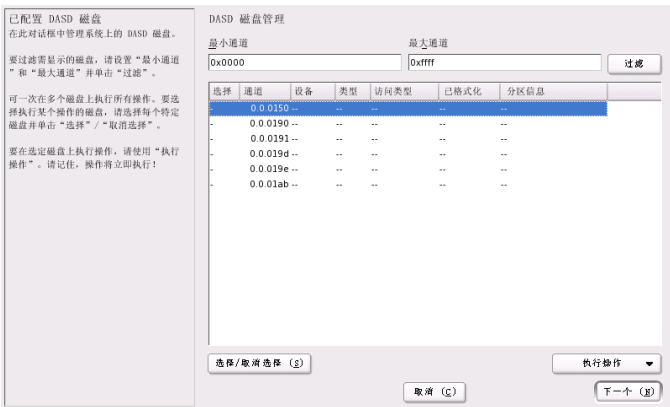 已配置 DASD 磁盘
在此对话框中管理系统上的 DASD 磁盘。
要过滤需显示的磁盘，请设置“最小通道
”和“最大通道”并单击“过滤”。
可一次在多个磁盘上执行所有操作。要选
择执行某个操作的磁盘，请选择每个特定
磁盘并单击“选择”/“取消选择”。
要在选定磁盘上执行操作，请使用“执行
操作”。请记住，操作将立即执行！
DASD 磁盘管理
最小通道 最大通道
0x0000 0xffff 过滤
选择 通道 设备 类型 访问类型 已格式化 分区信息
- 0.0.0150 -- -- -- -- --
- 0.0.0190 -- -- -- -- --
- 0.0.0191 -- -- -- -- --
- 0.0.019d -- -- -- -- --
- 0.0.019e -- -- -- -- --
- 0.0.01ab -- -- -- -- --
选择/取消选择 (S) 执行操作
取消 (C) 下一个 (N)